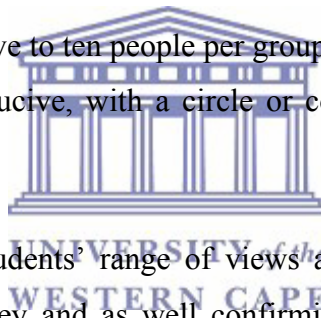 ve to ten people per group
ucive, with a circle or c
udents’ range of views a
UNIVERSITY of the
WESTERN CAPE
ey and as well confirmi